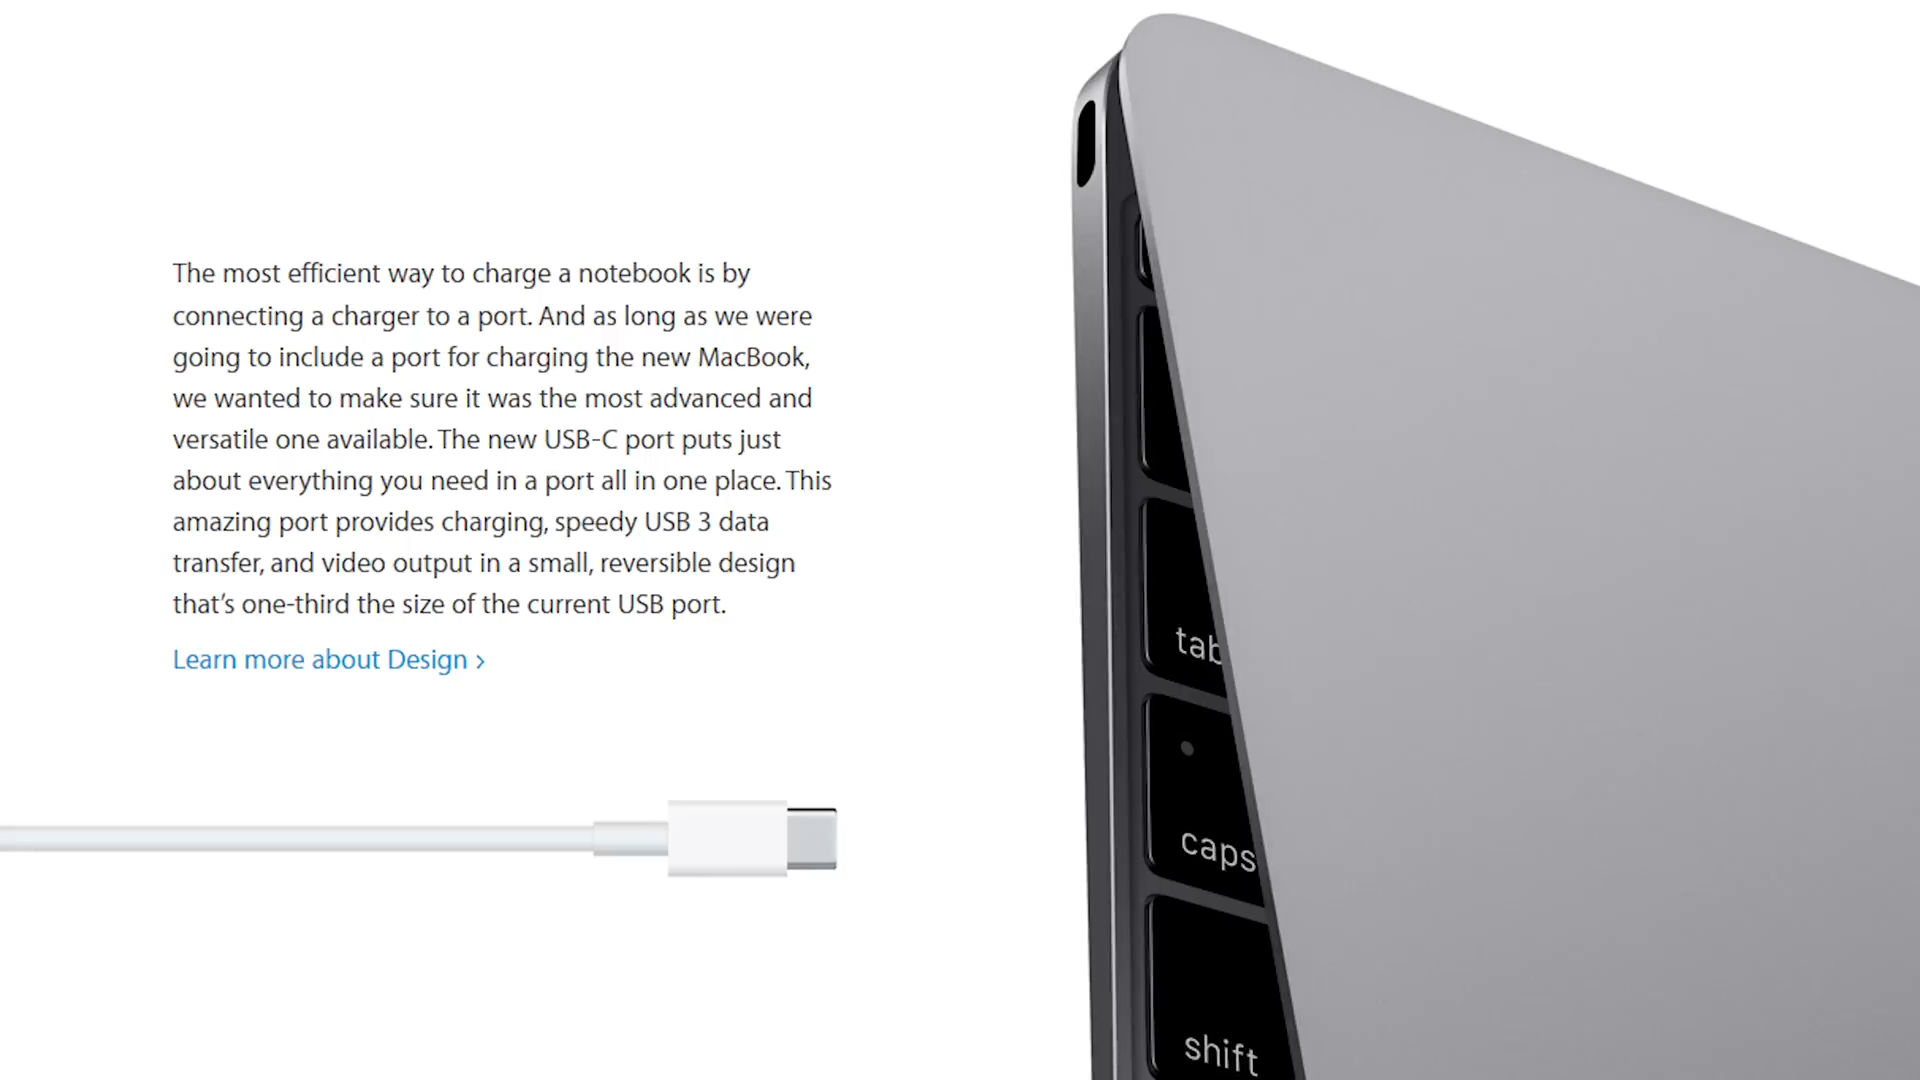 The most efficient way to charge a notebook is by
connecting a charger to a port. And as long as we were
going to include a port for charging the new MacBook,
we wanted to make sure it was the most advanced and
versatile one available. The new USB-C port puts just
about everything you need in a port all in one place. This
amazing port provides charging, speedy USB 3 data
transfer, and video output in a small, reversible design
that’s one-third the size of the current USB port.
Learn more about Design ›
tab
caps
shift